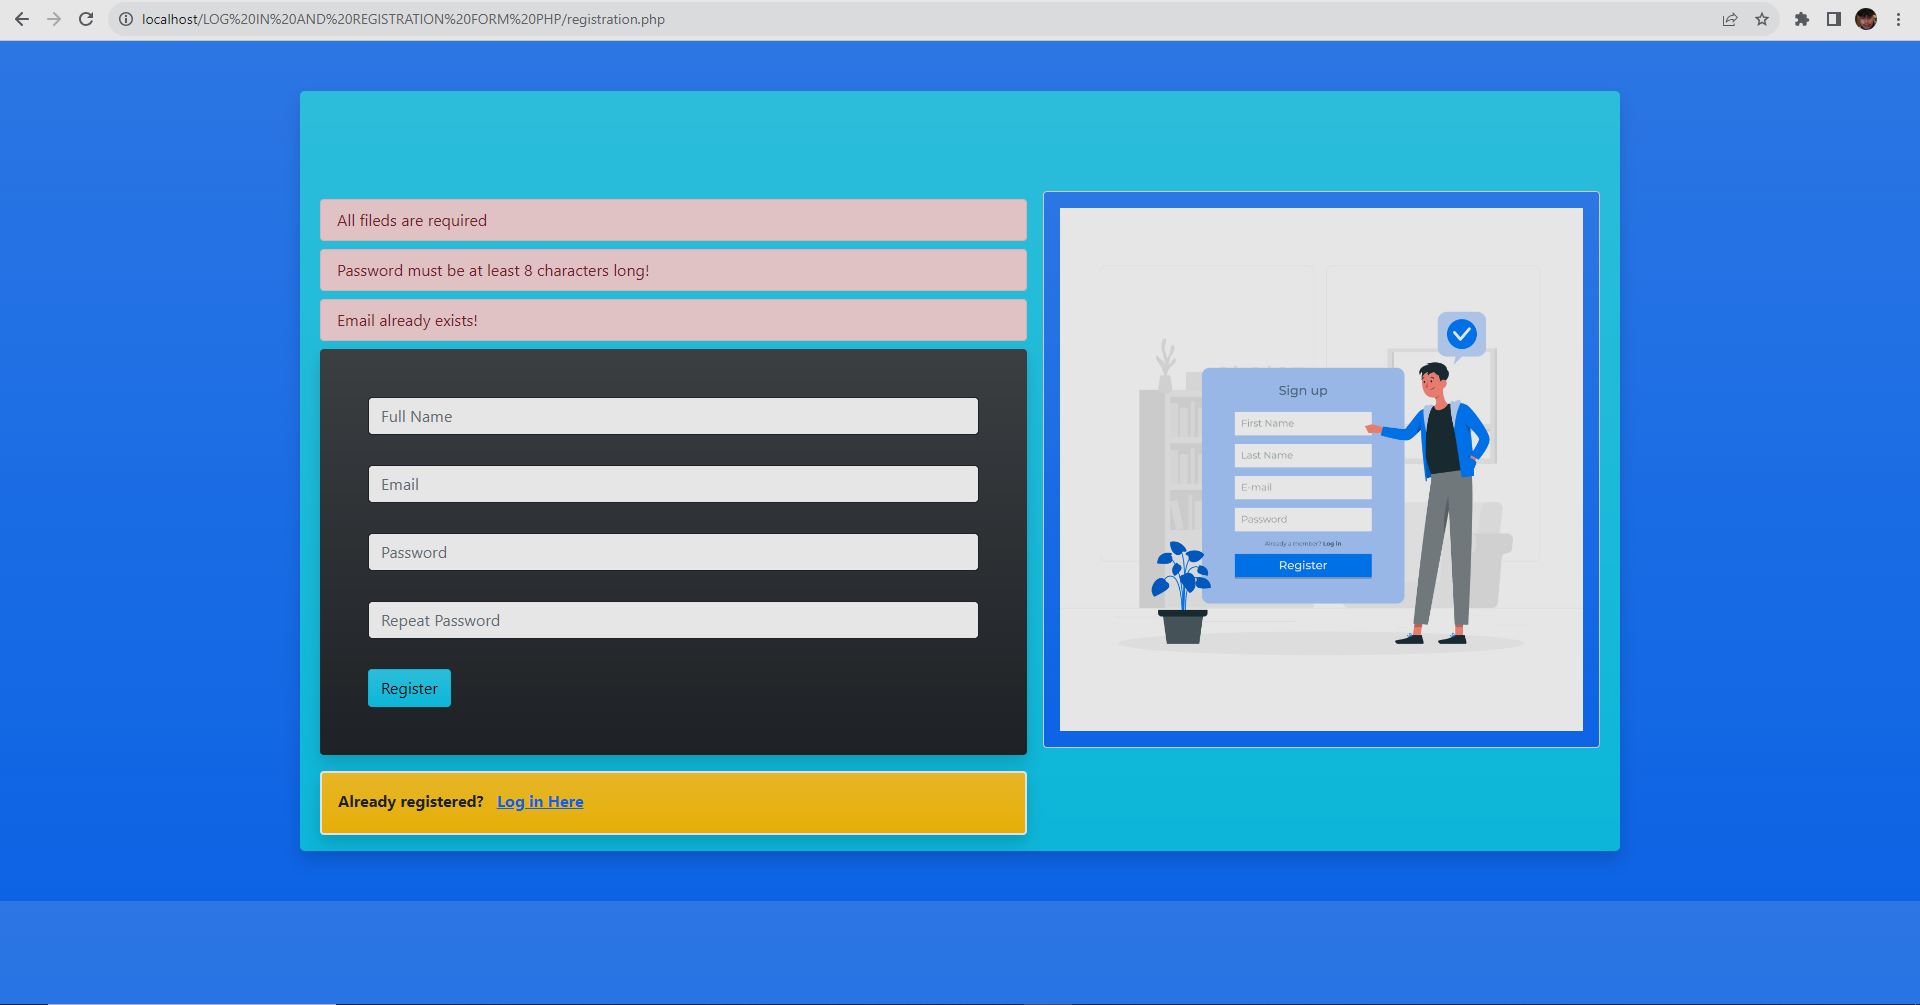 localhost/LOG%20IN%20AND%20REGISTRATION%20FORM%20PHP/registration.php
All fileds are required
Password must be at least 8 characters long!
Email already exists!
Full Name
Email
Password
Repeat Password
Register
Already registered? Log in Here
Sign up
First Name
Last Name
E-mail
Password
Already a member? Log in
Register